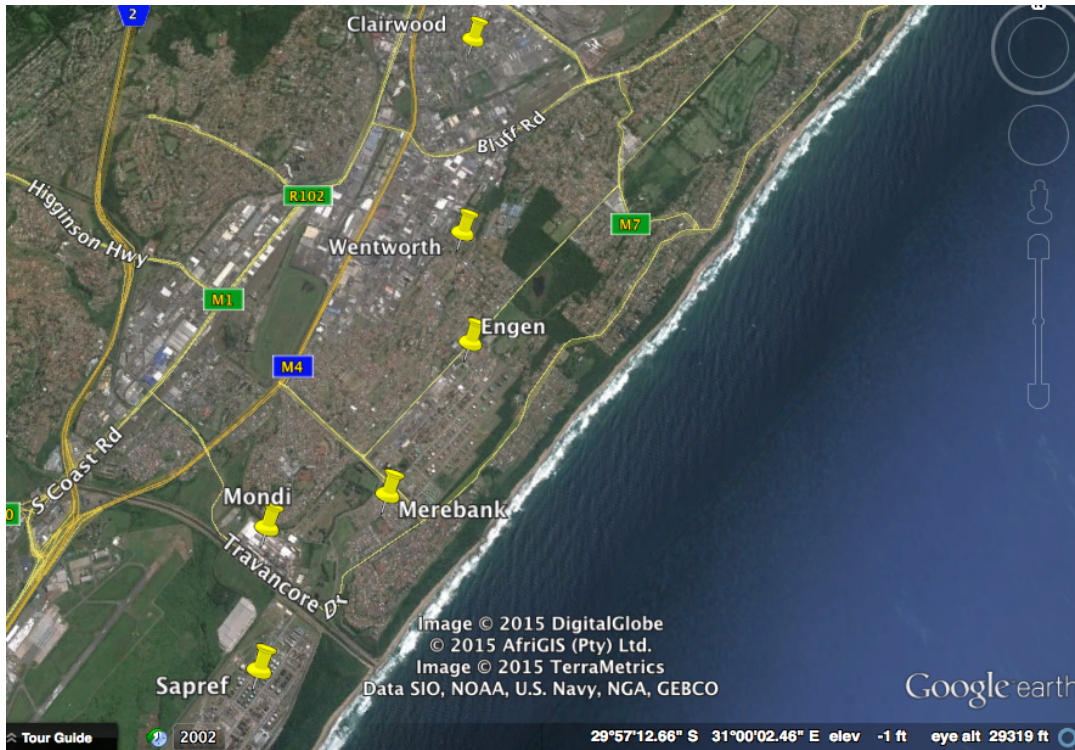 2
Clairwood
Bluff Rd
R102
Higginson Hwy
M7
Wentworth
M1
Engen
M4
S Coast Rd
Mondi
Merebank
0
Travancore Dr
Image © 2015 DigitalGlobe
© 2015 AfriGIS (Pty) Ltd.
Image © 2015 TerraMetrics
Data SIO, NOAA, U.S. Navy, NGA, GEBCO
Sapref
Google earth
Tour Guide
2002
29°57'12.66" S 31°00'02.46" E elev -1 ft eye alt 29319 ft